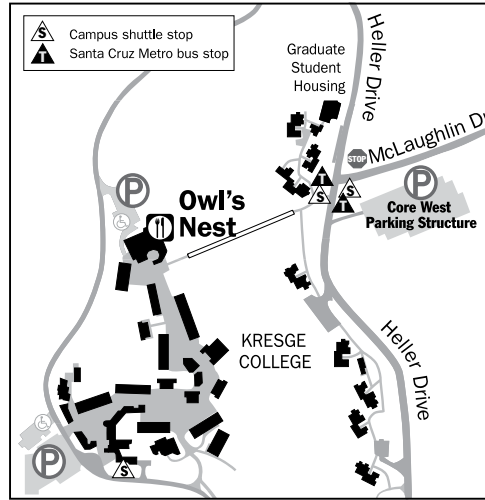 S Campus shuttle stop
T Santa Cruz Metro bus stop
Graduate
Student
Housing
Heller Drive
STOP
McLaughlin Dr
T
S
S
T
P
Core West
Parking Structure
P
Owl's
Nest
KRESGE
COLLEGE
Heller Drive
P
S